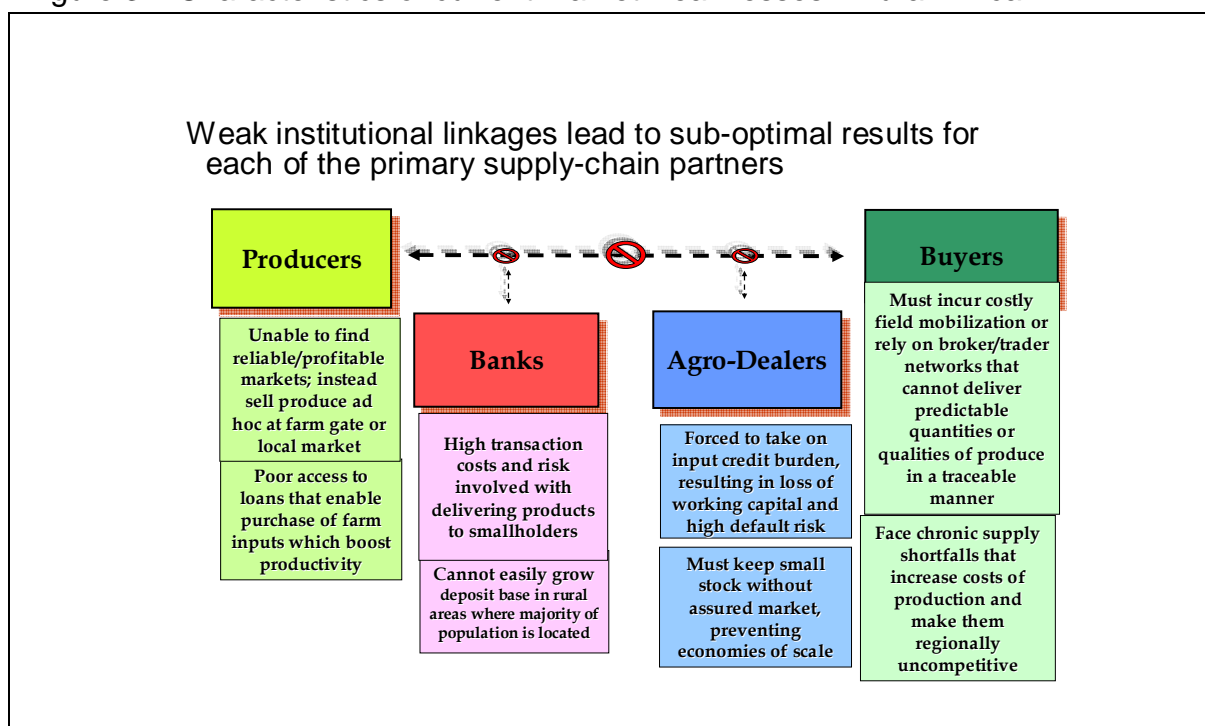 Weak institutional linkages lead to sub-optimal results for
each of the primary supply-chain partners
Producers
Unable to find
reliable/profitable
markets; instead
sell produce ad
hoc at farm gate or
local market
Poor access to
loans that enable
purchase of farm
inputs which boost
productivity
Banks
High transaction
costs and risk
involved with
delivering products
to smallholders
Cannot easily grow
deposit base in rural
areas where majority of
population is located
Agro-Dealers
Forced to take on
input credit burden,
resulting in loss of
working capital and
high default risk
Must keep small
stock without
assured market,
preventing
economies of scale
Buyers
Must incur costly
field mobilization or
rely on broker/trader
networks that
cannot deliver
predictable
quantities or
qualities of produce
in a traceable
manner
Face chronic supply
shortfalls that
increase costs of
production and
make them
regionally
uncompetitive